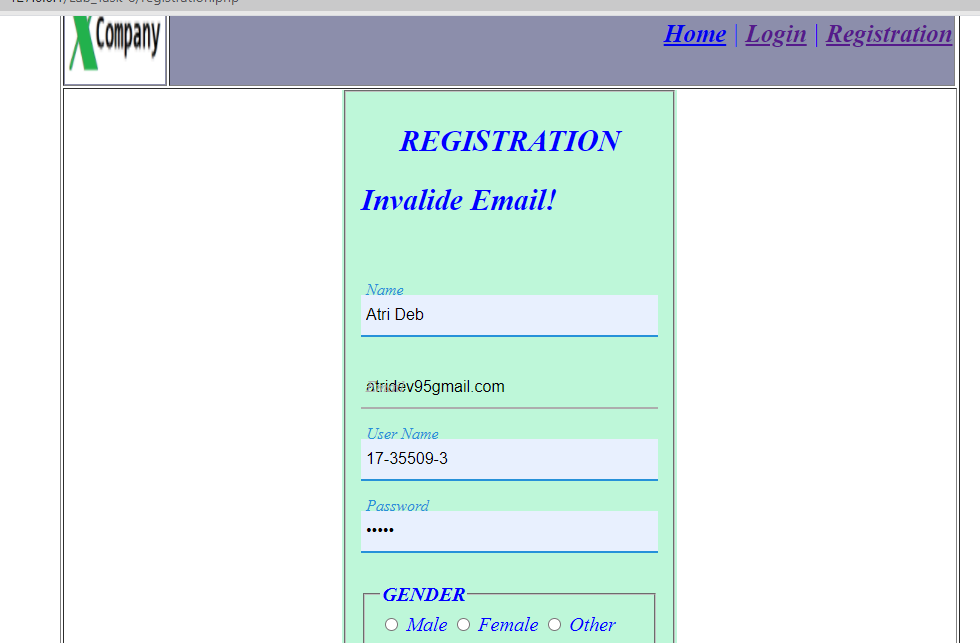 Company
Home | Login | Registration
REGISTRATION
Invalide Email!
Name
Atri Deb
atridev95gmail.com
User Name
17-35509-3
Password
•••••
GENDER
Male Female Other